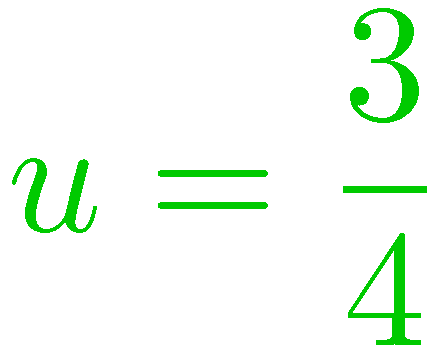 u = 3/4